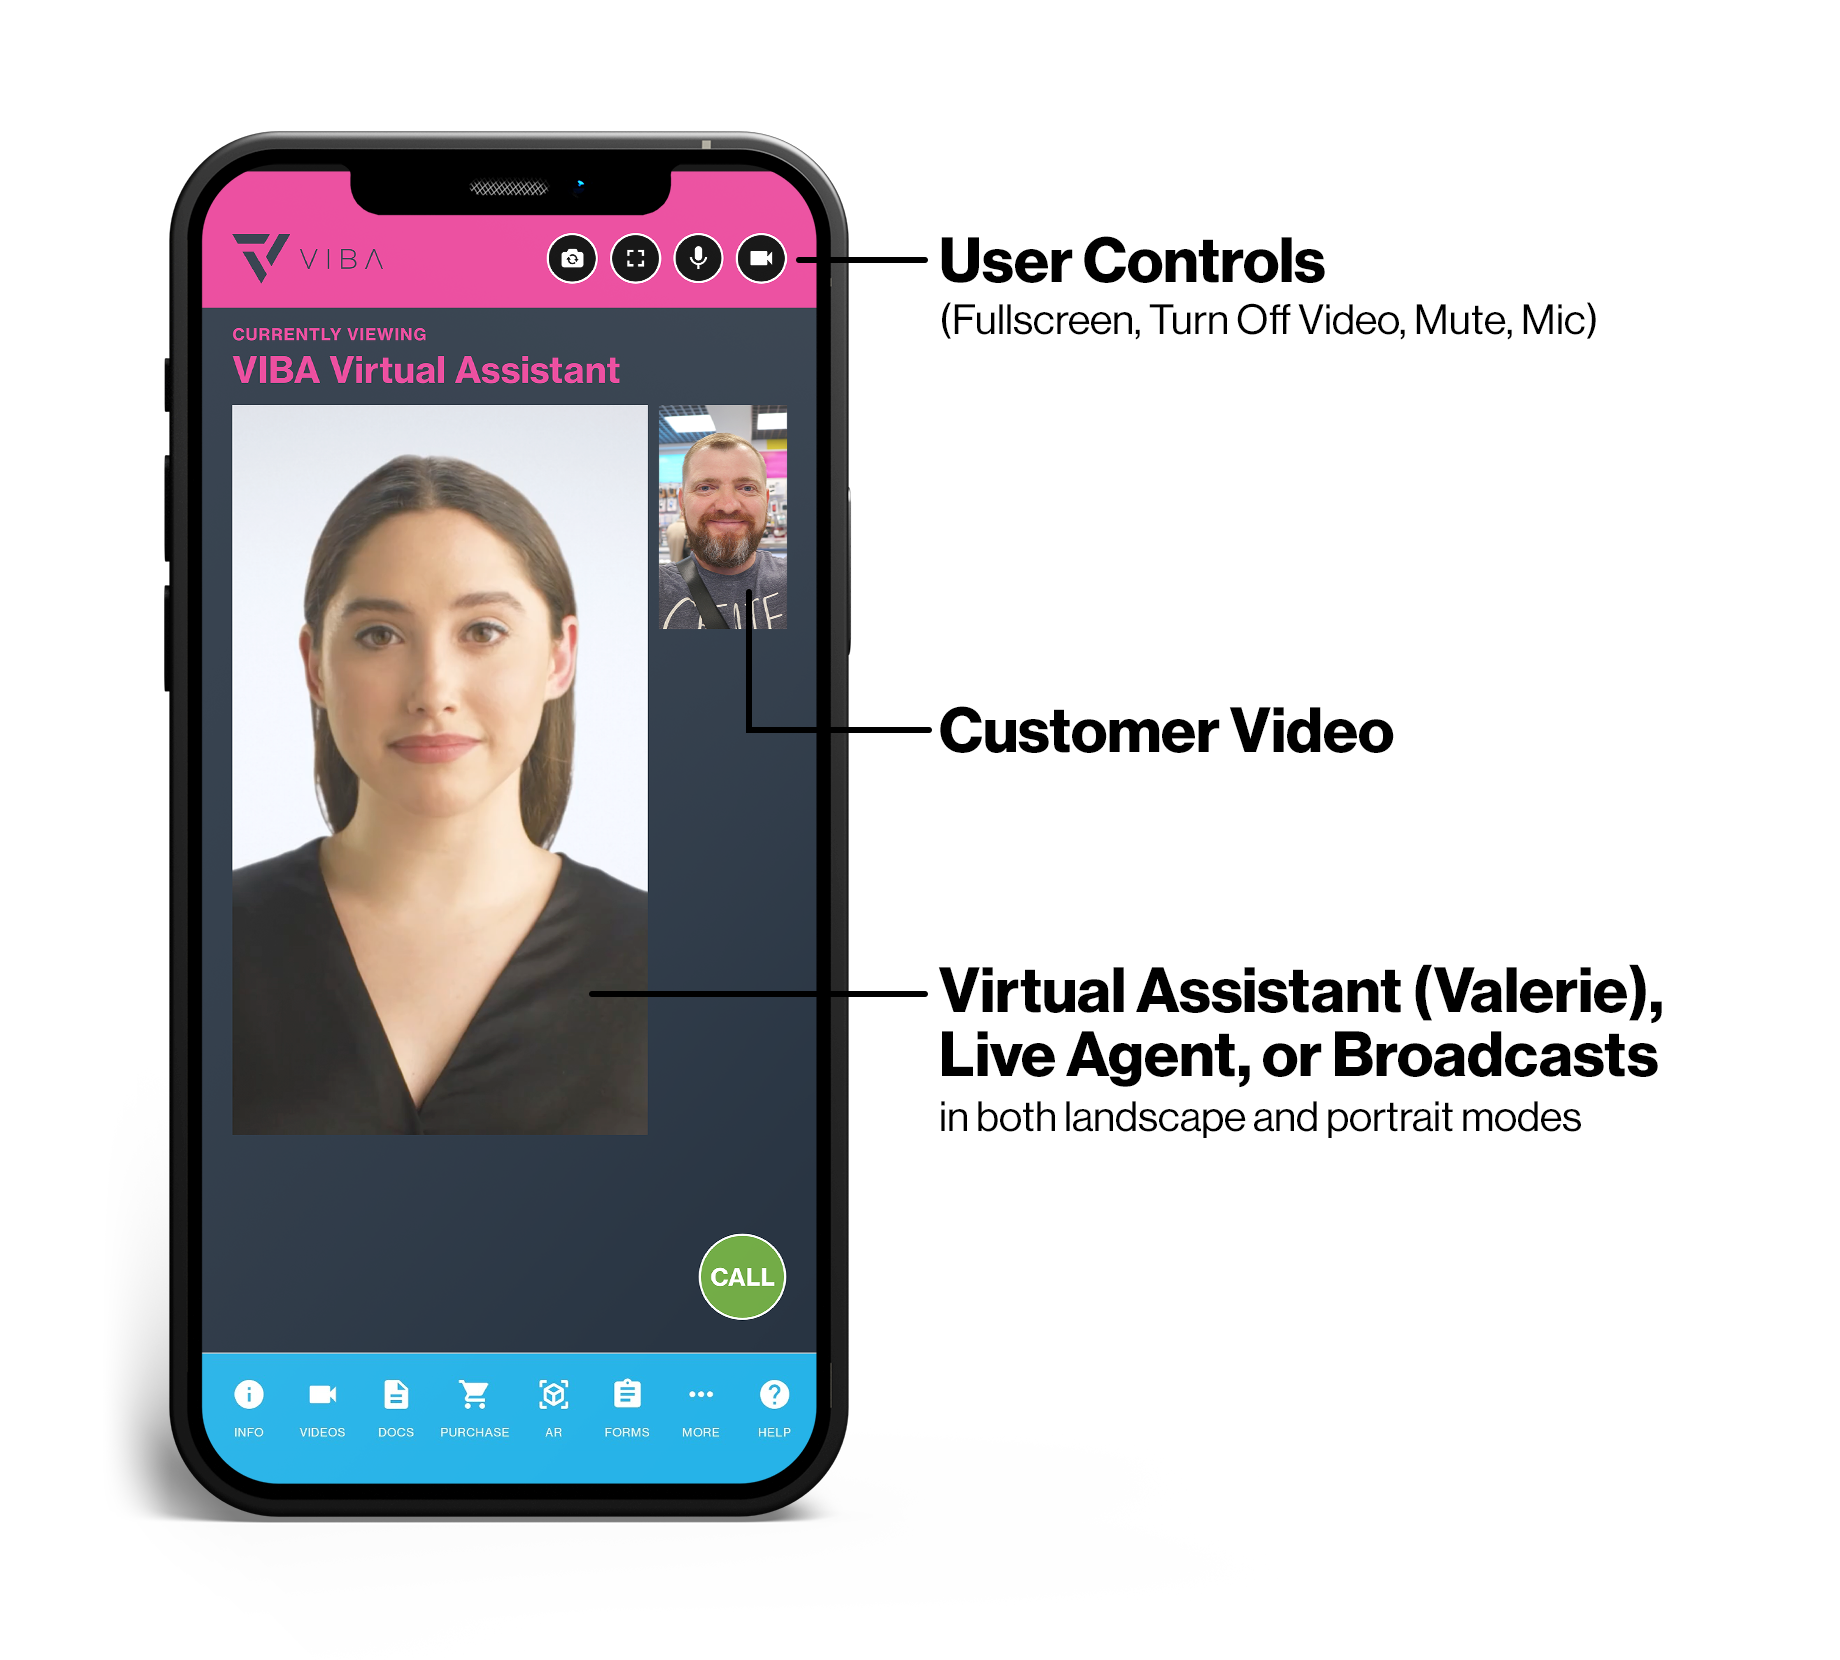 VIBA
CURRENTLY VIEWING
VIBA Virtual Assistant
CALL
INFO VIDEOS DOCS PURCHASE AR FORMS MORE HELP
User Controls
(Fullscreen, Turn Off Video, Mute, Mic)
Customer Video
Virtual Assistant (Valerie),
Live Agent, or Broadcasts
in both landscape and portrait modes